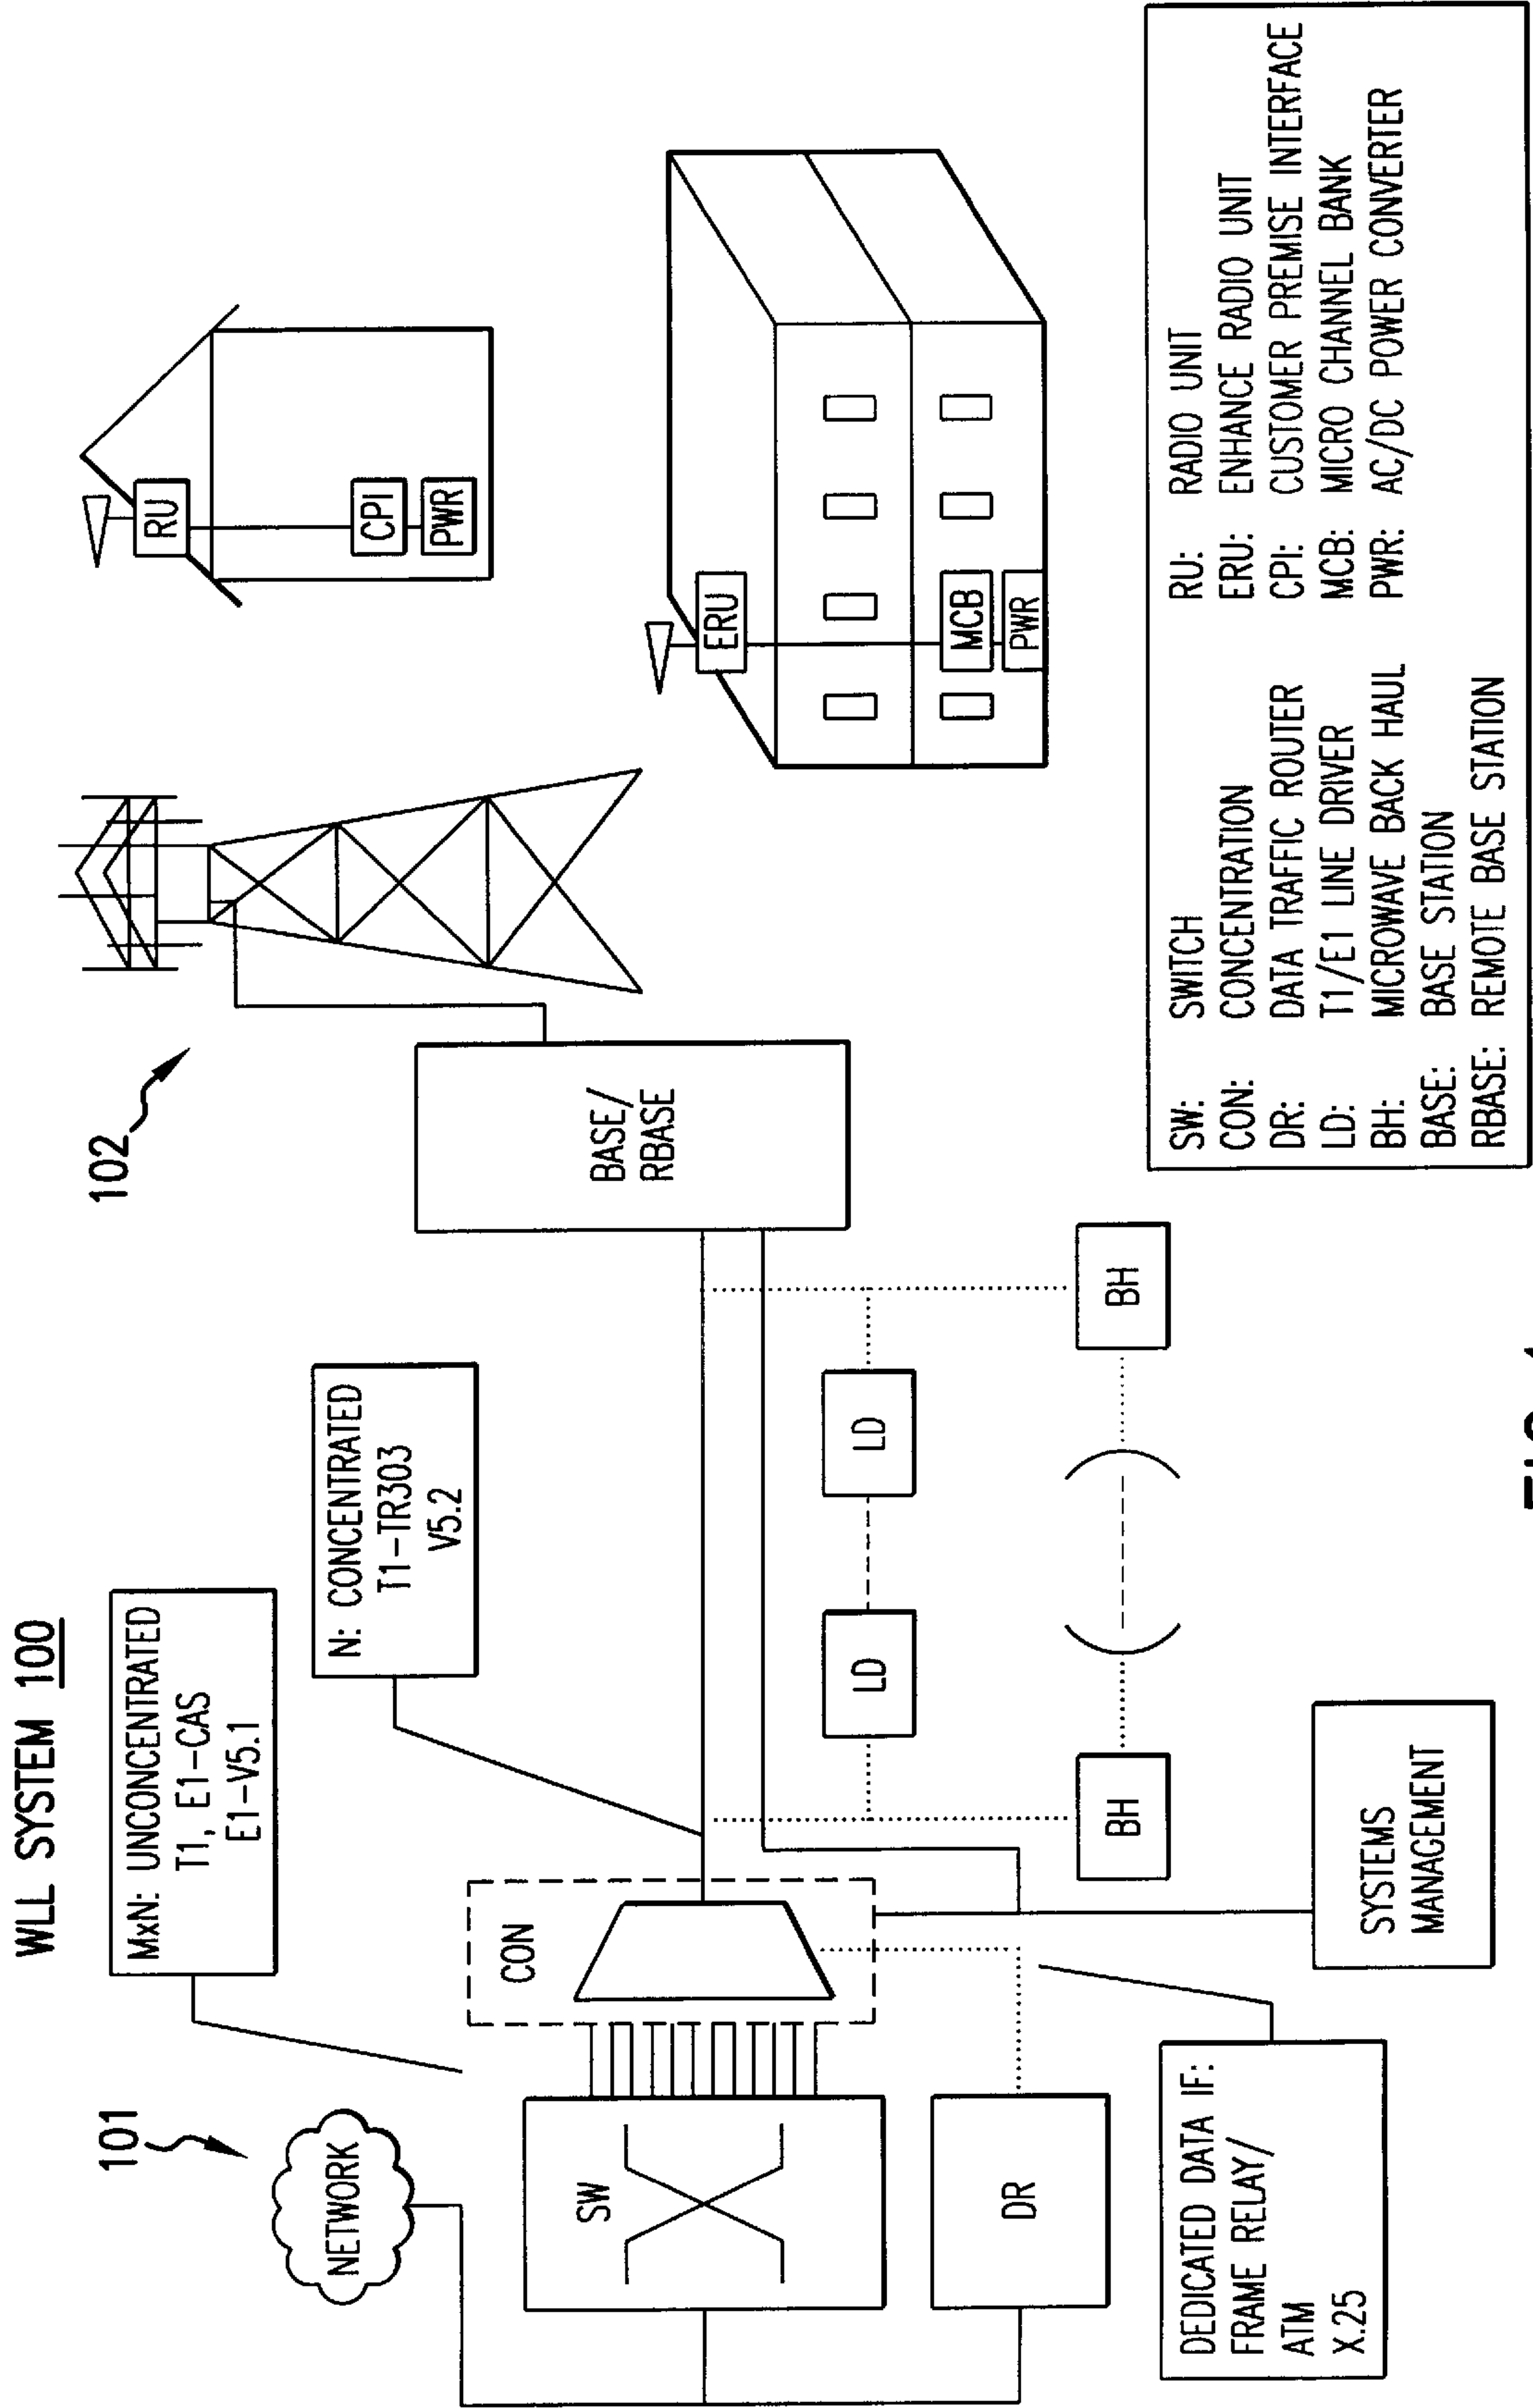 WLL SYSTEM 100
101
102
NETWORK
MxN: UNCONCENTRATED
T1, E1-CAS
E1-V5.1
N: CONCENTRATED
T1-TR303
V5.2
SW
CON
DR
DEDICATED DATA IF:
FRAME RELAY/
ATM
X.25
SYSTEMS
MANAGEMENT
LD
LD
BH
BH
BASE/
RBASE
RU
CPI
PWR
ERU
MCB
PWR
SW: SWITCH
CON: CONCENTRATION
DR: DATA TRAFFIC ROUTER
LD: T1/E1 LINE DRIVER
BH: MICROWAVE BACK HAUL
BASE: BASE STATION
RBASE: REMOTE BASE STATION
RU: RADIO UNIT
ERU: ENHANCE RADIO UNIT
CPI: CUSTOMER PREMISE INTERFACE
MCB: MICRO CHANNEL BANK
PWR: AC/DC POWER CONVERTER